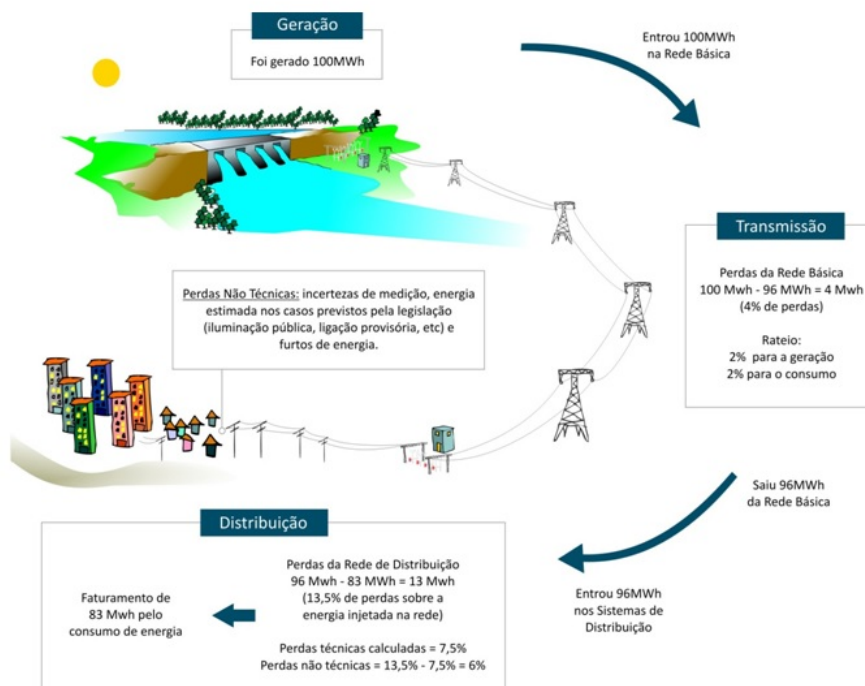 Geração
Foi gerado 100MWh
Entrou 100MWh
na Rede Básica
Transmissão
Perdas da Rede Básica
100 Mwh - 96 MWh = 4 Mwh
(4% de perdas)
Rateio:
2% para a geração
2% para o consumo
Perdas Não Técnicas: incertezas de medição, energia
estimada nos casos previstos pela legislação
(iluminação pública, ligação provisória, etc) e
furtos de energia.
Saiu 96MWh
da Rede Básica
Entrou 96MWh
nos Sistemas de
Distribuição
Distribuição
Perdas da Rede de Distribuição
96 Mwh - 83 MWh = 13 Mwh
(13,5% de perdas sobre a
energia injetada na rede)
Perdas técnicas calculadas = 7,5%
Perdas não técnicas = 13,5% - 7,5% = 6%
Faturamento de
83 Mwh pelo
consumo de energia